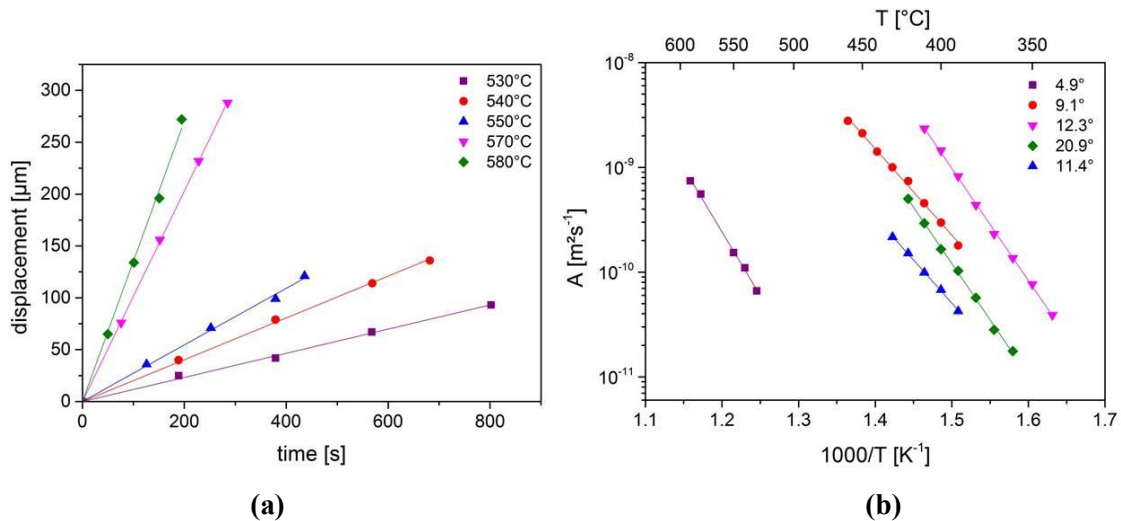 300
250
200
150
100
50
0
displacement [µm]
0 200 400 600 800
time [s]
530°C
540°C
550°C
570°C
580°C
(a)
T [°C]
600 550 500 450 400 350
10⁻⁸
10⁻⁹
10⁻¹⁰
10⁻¹¹
A [m²s⁻¹]
4.9°
9.1°
12.3°
20.9°
11.4°
1.1 1.2 1.3 1.4 1.5 1.6 1.7
1000/T [K⁻¹]
(b)